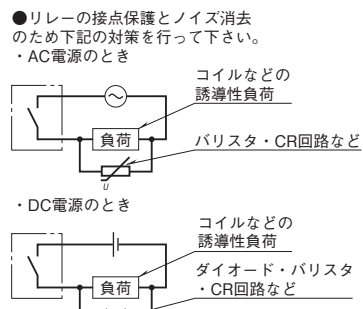 ●リレーの接点保護とノイズ消去
のため下記の対策を行って下さい。
・AC電源のとき
コイルなどの
誘導性負荷
負荷
バリスタ・CR回路など
U
・DC電源のとき
コイルなどの
誘導性負荷
ダイオード・バリスタ
負荷
・CR回路など